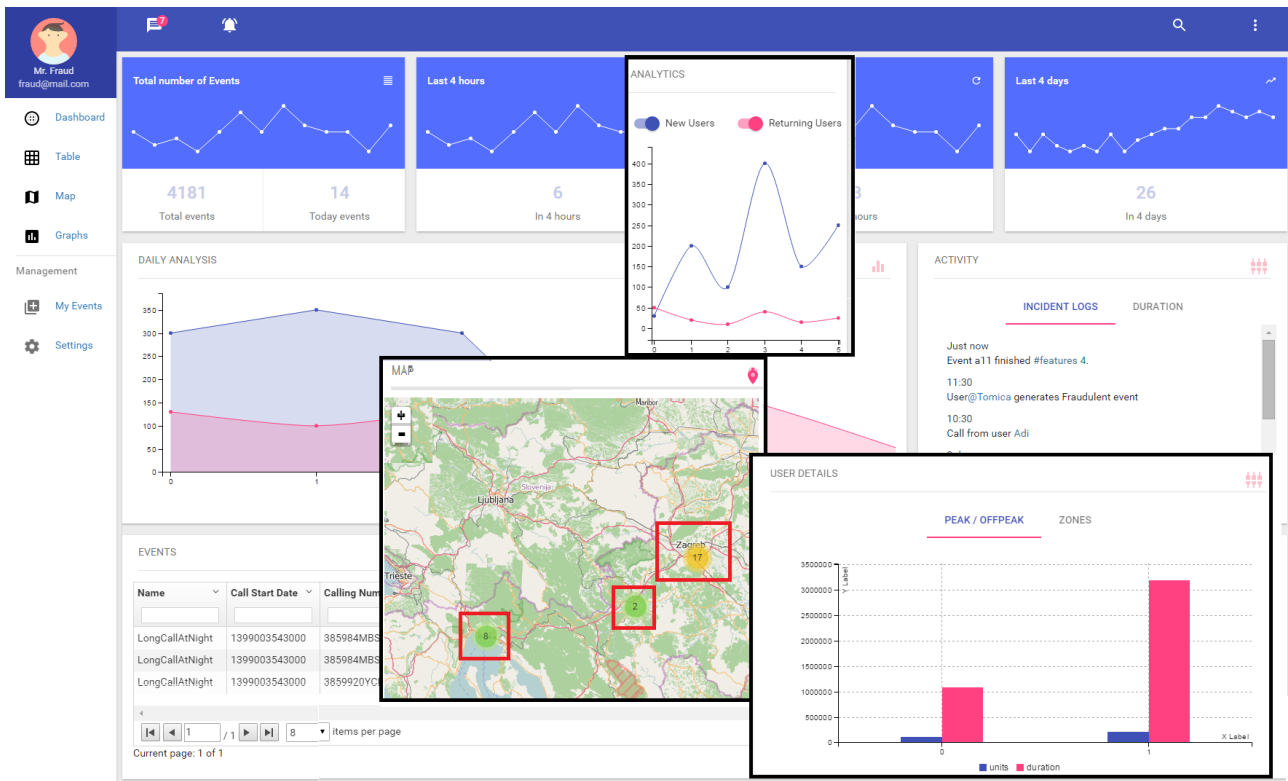 7
Mr. Fraud
fraud@mail.com
Dashboard
Table
Map
Graphs
Management
My Events
Settings
Total number of Events
4181
Total events
14
Today events
Last 4 hours
6
In 4 hours
Last 4 days
26
In 4 days
ANALYTICS
New Users
Returning Users
400
350
300
250
200
150
100
50
0
0 1 2 3 4 5
DAILY ANALYSIS
350
300
250
200
150
100
50
0
0 1
ACTIVITY
INCIDENT LOGS DURATION
Just now
Event a11 finished #features 4.
11:30
User@Tomica generates Fraudulent event
10:30
Call from user Adi
MAP
Maribor
Slovenija
Ljubljana
Zagreb
17
Trieste
2
8
EVENTS
Name Call Start Date Calling Num
LongCallAtNight 1399003543000 385984MBS
LongCallAtNight 1399003543000 385984MBS
LongCallAtNight 1399003543000 3859920YC
1 / 1 8 items per page
Current page: 1 of 1
USER DETAILS
PEAK / OFFPEAK ZONES
Y Label
3500000
3000000
2500000
2000000
1500000
1000000
500000
0
X Label
0 1
units duration